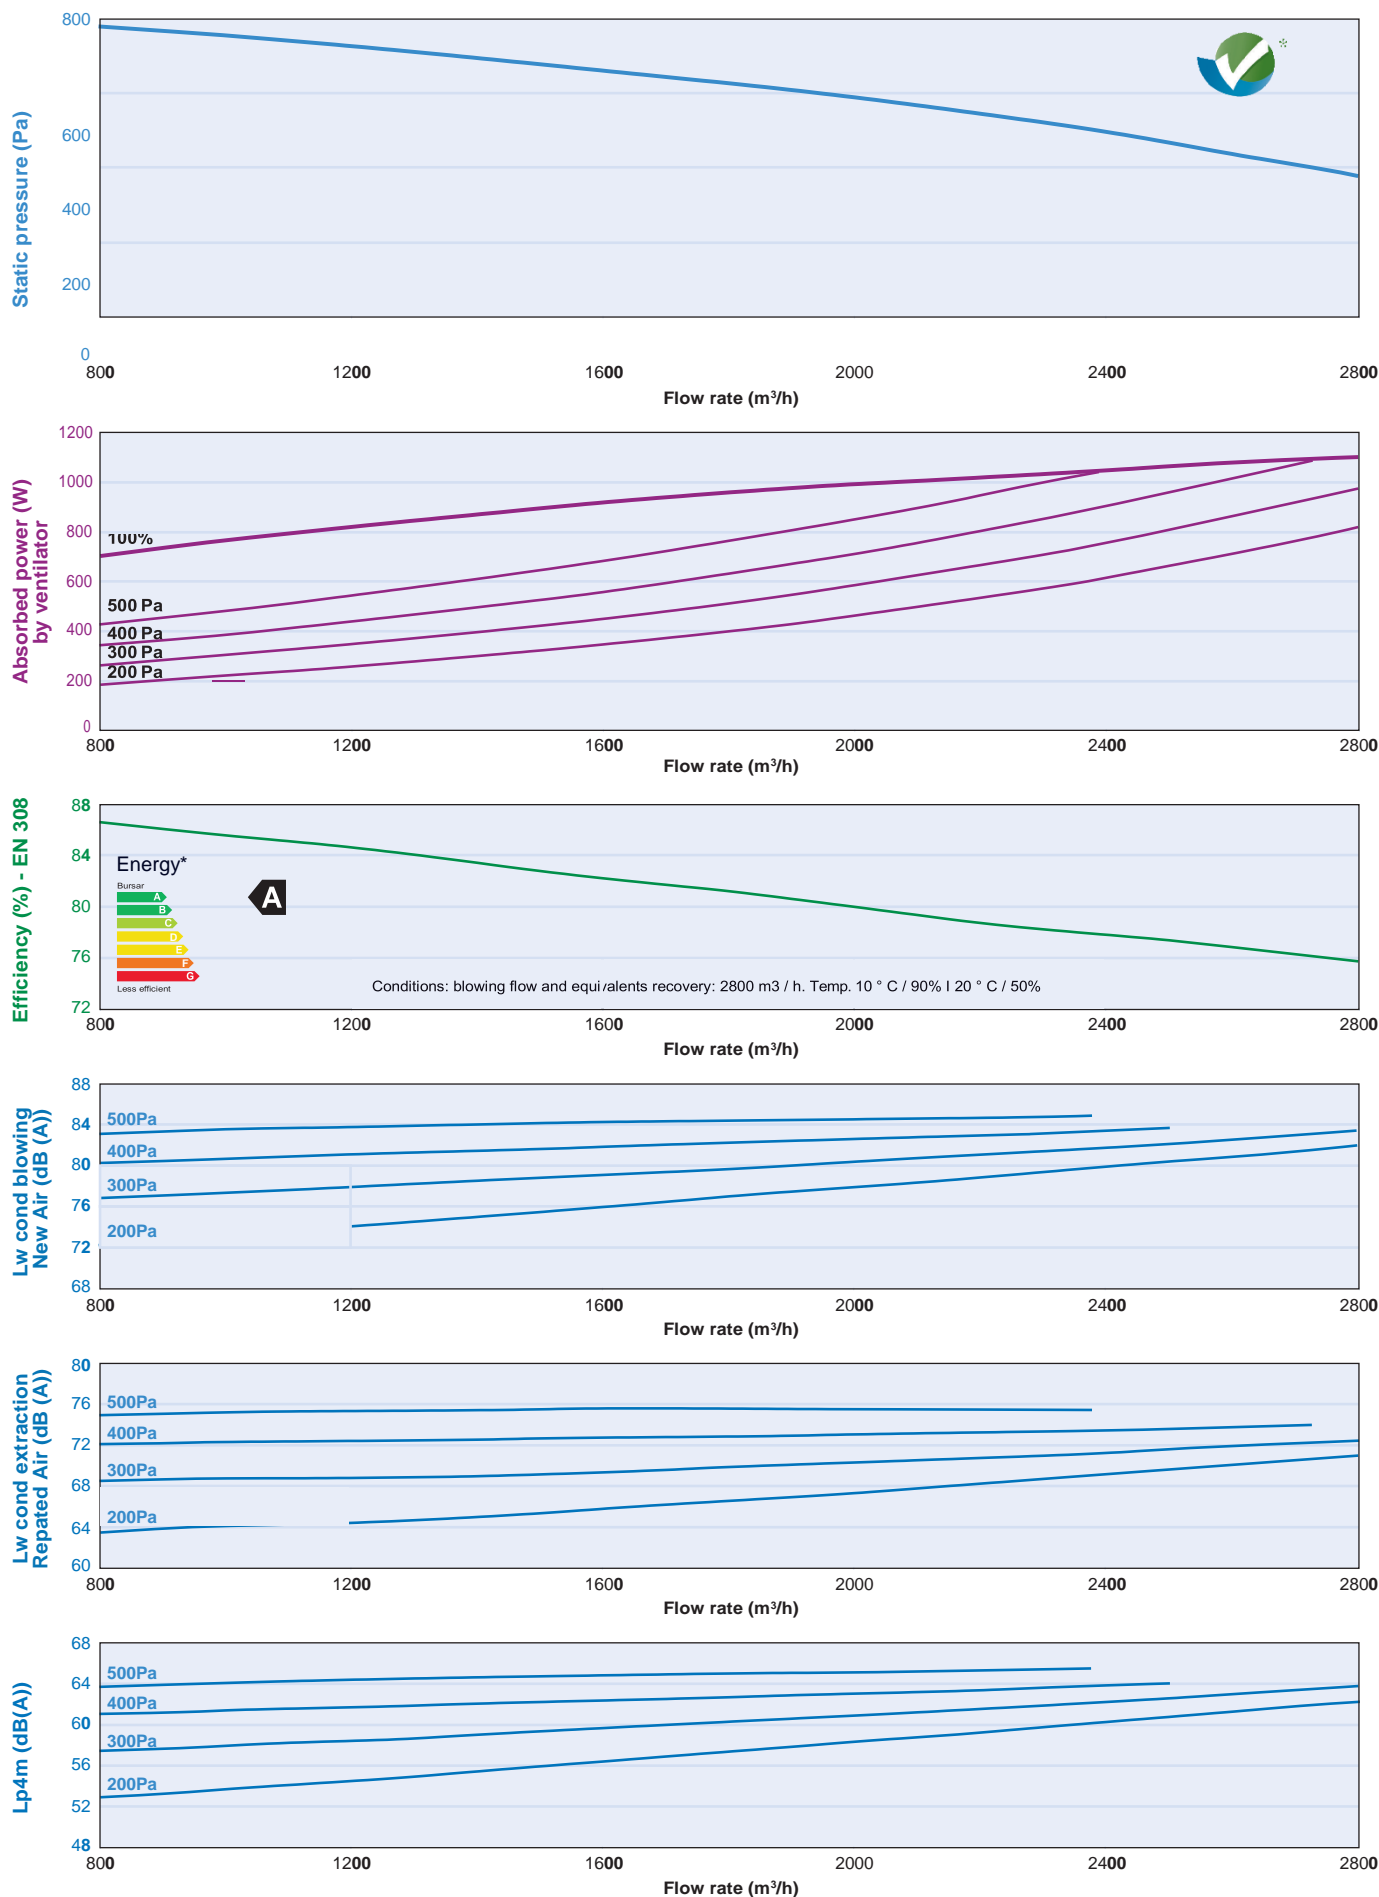 800
600
400
200
0
Static pressure (Pa)
*
800 1200 1600 2000 2400 2800
Flow rate (m³/h)
1200
1000
800
600
400
200
0
Absorbed power (W)
by ventilator
100%
500 Pa
400 Pa
300 Pa
200 Pa
800 1200 1600 2000 2400 2800
Flow rate (m³/h)
88
84
80
76
72
Efficiency (%) - EN 308
Energy*
Bursar
A
B
C
D
E
F
G
Less efficient
A
Conditions: blowing flow and equivalents recovery: 2800 m3 / h. Temp. 10 ° C / 90% I 20 ° C / 50%
800 1200 1600 2000 2400 2800
Flow rate (m³/h)
88
84
80
76
72
68
Lw cond blowing
New Air (dB (A))
500Pa
400Pa
300Pa
200Pa
800 1200 1600 2000 2400 2800
Flow rate (m³/h)
80
76
72
68
64
60
Lw cond extraction
Repated Air (dB (A))
500Pa
400Pa
300Pa
200Pa
800 1200 1600 2000 2400 2800
Flow rate (m³/h)
68
64
60
56
52
48
Lp4m (dB(A))
500Pa
400Pa
300Pa
200Pa
800 1200 1600 2000 2400 2800
Flow rate (m³/h)